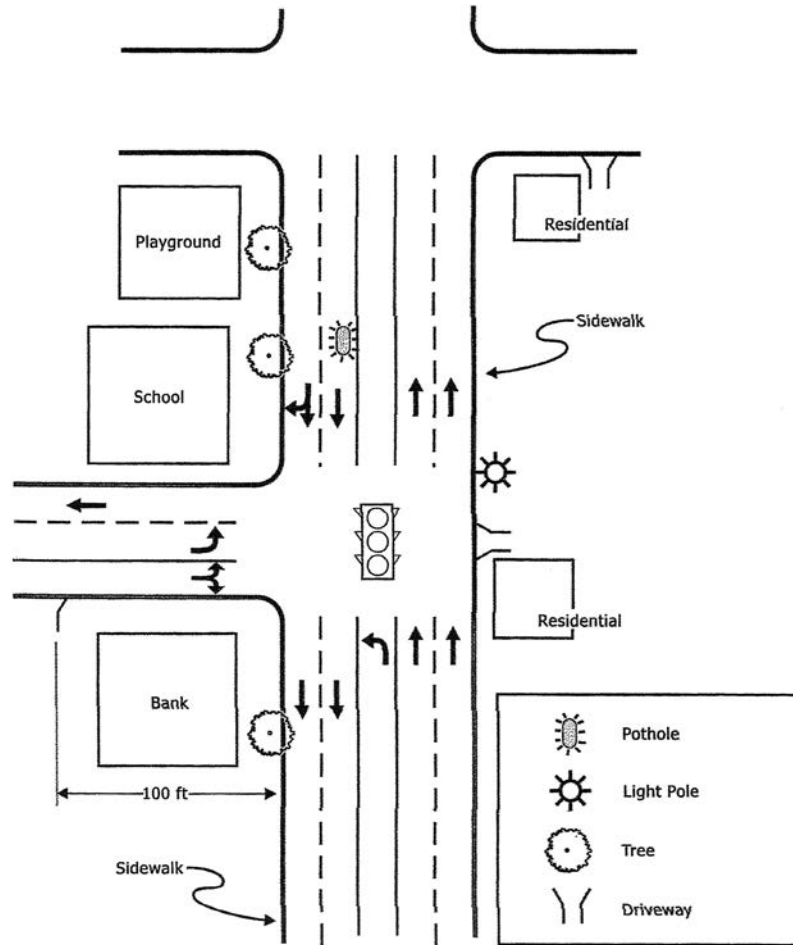 Playground
Residential
Sidewalk
School
Residential
Bank
100 ft
Sidewalk
Pothole
Light Pole
Tree
Driveway